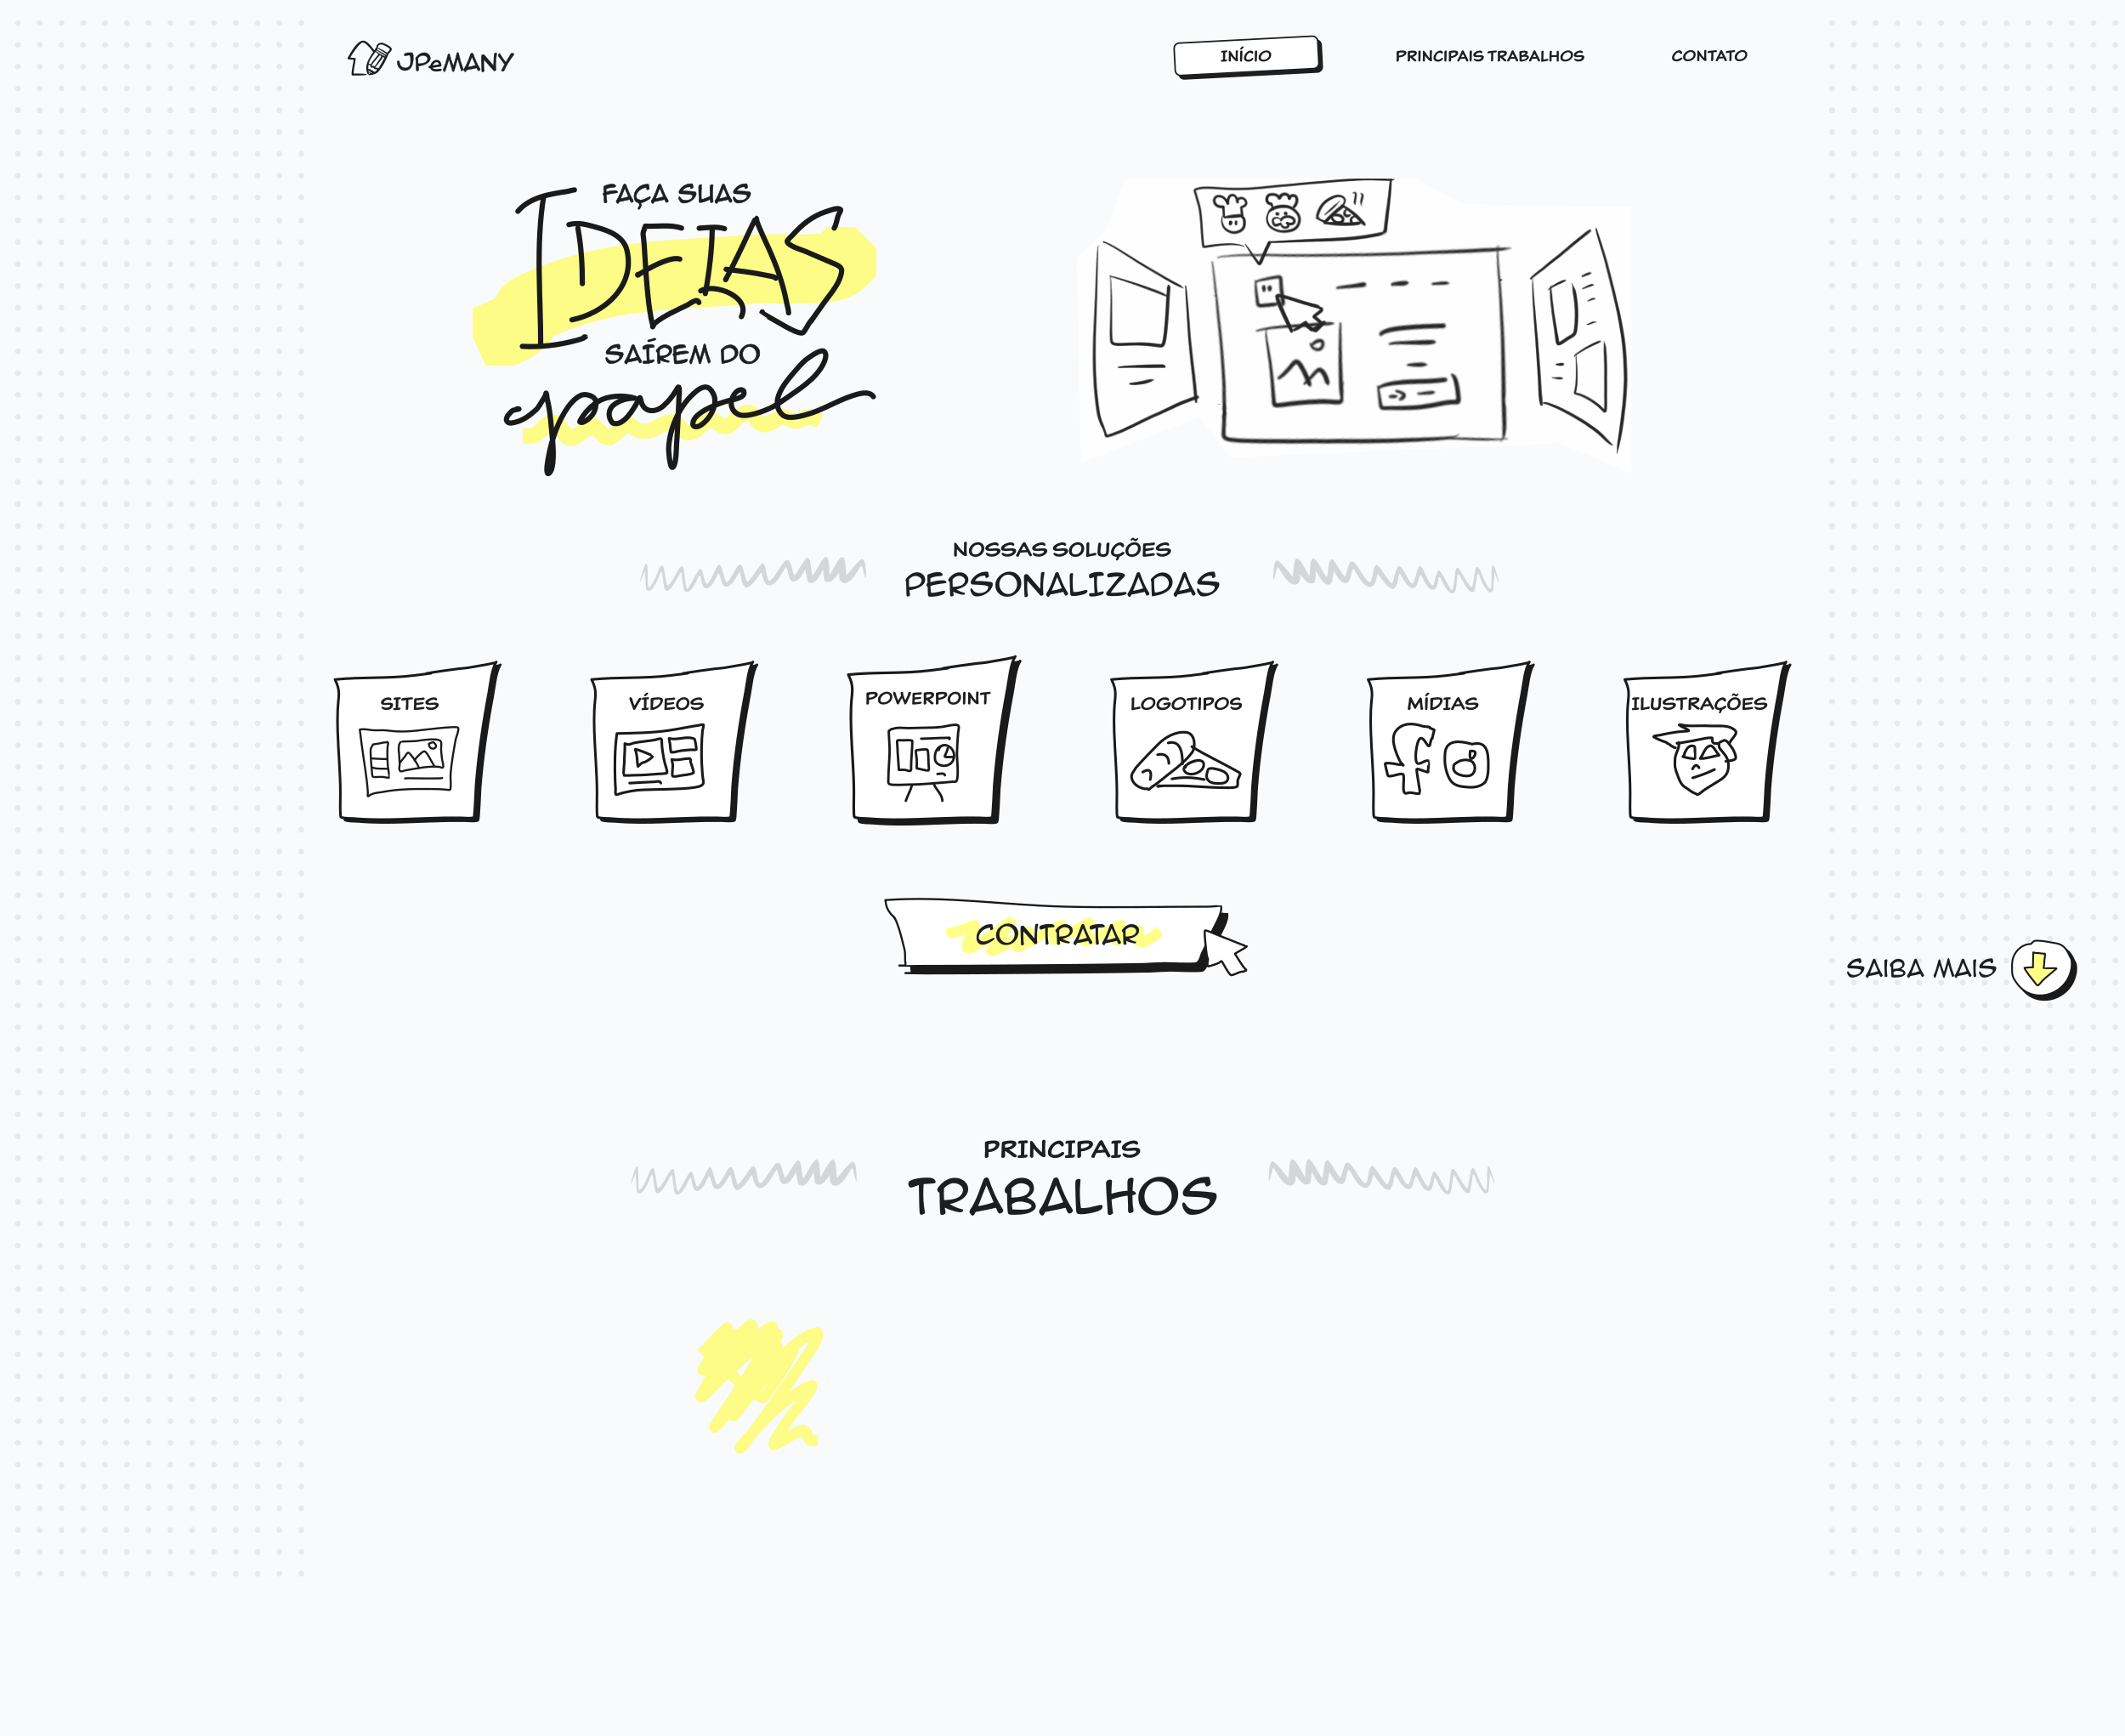 JPeMANY
INÍCIO
PRINCIPAIS TRABALHOS
CONTATO
FAÇA SUAS
IDEIAS
SAÍREM DO
papel
NOSSAS SOLUÇÕES
PERSONALIZADAS
SITES
VÍDEOS
POWERPOINT
LOGOTIPOS
MÍDIAS
ILUSTRAÇÕES
CONTRATAR
SAIBA MAIS
PRINCIPAIS
TRABALHOS